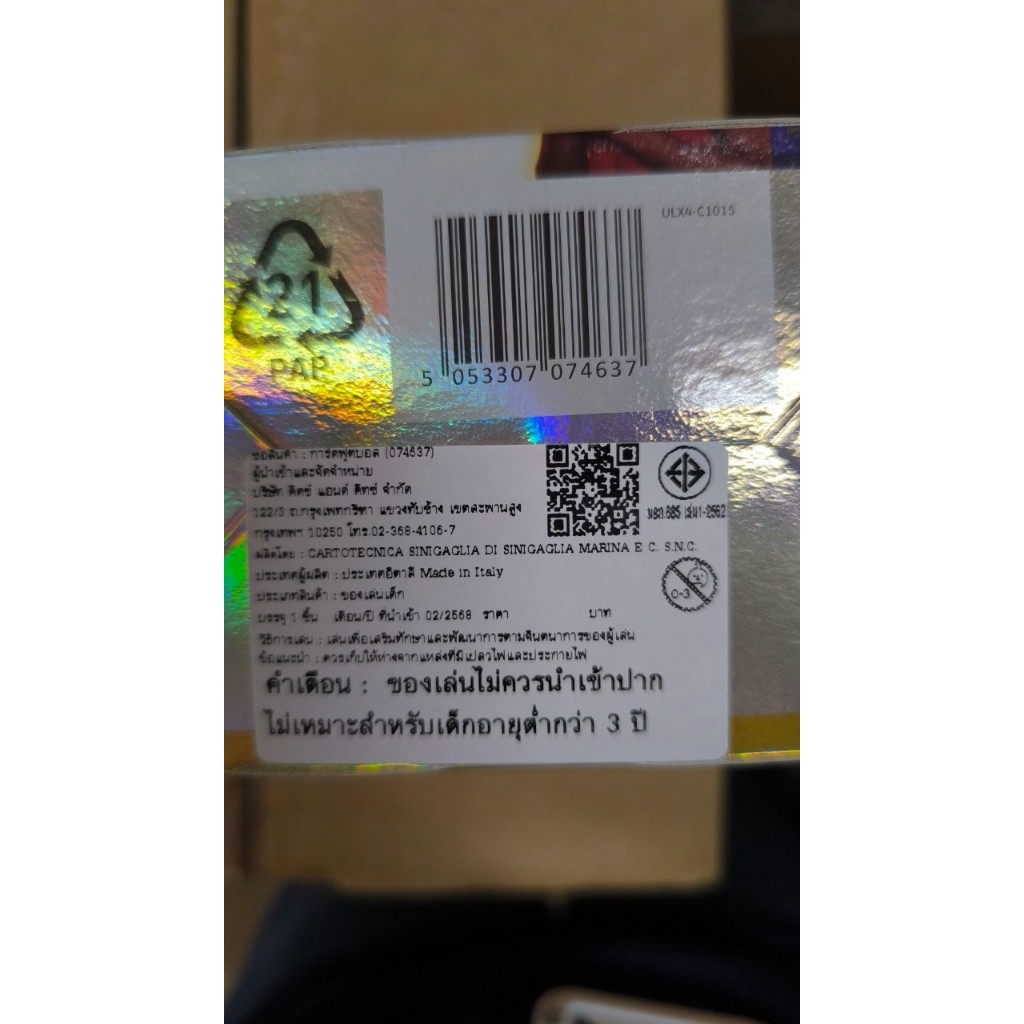 ULX4-C1015
21
PAP
5 053307 074637
ชื่อสินค้า : การ์ดฟุตบอล (074637)
ผู้นำเข้าและจัดจำหน่าย
บริษัท คิดซ์ แอนด์ คิทซ์ จำกัด
122/3 ถ.กรุงเทพกรีฑา แขวงทับช้าง เขตสะพานสูง
กรุงเทพฯ 10250 โทร.02-368-4106-7
ผลิตโดย : CARTOTECNICA SINIGAGLIA DI SINIGAGLIA MARINA E C. S.N.C.
ประเทศผู้ผลิต : ประเทศอิตาลี Made in Italy
ประเภทสินค้า : ของเล่นเด็ก
บรรจุ 1 ชิ้น เดือน/ปี ที่นำเข้า 02/2568 ราคา บาท
วิธีการเล่น : เล่นเพื่อเสริมทักษาและพัฒนาการตามจินตนาการของผู้เล่น
ข้อแนะนำ : ควรเก็บให้ห่างจากแหล่งที่มีเปลวไฟและประกายไฟ
คำเตือน : ของเล่นไม่ควรนำเข้าปาก
ไม่เหมาะสำหรับเด็กอายุต่ำกว่า 3 ปี
มอก.685 เล่ม1-2562
0-3